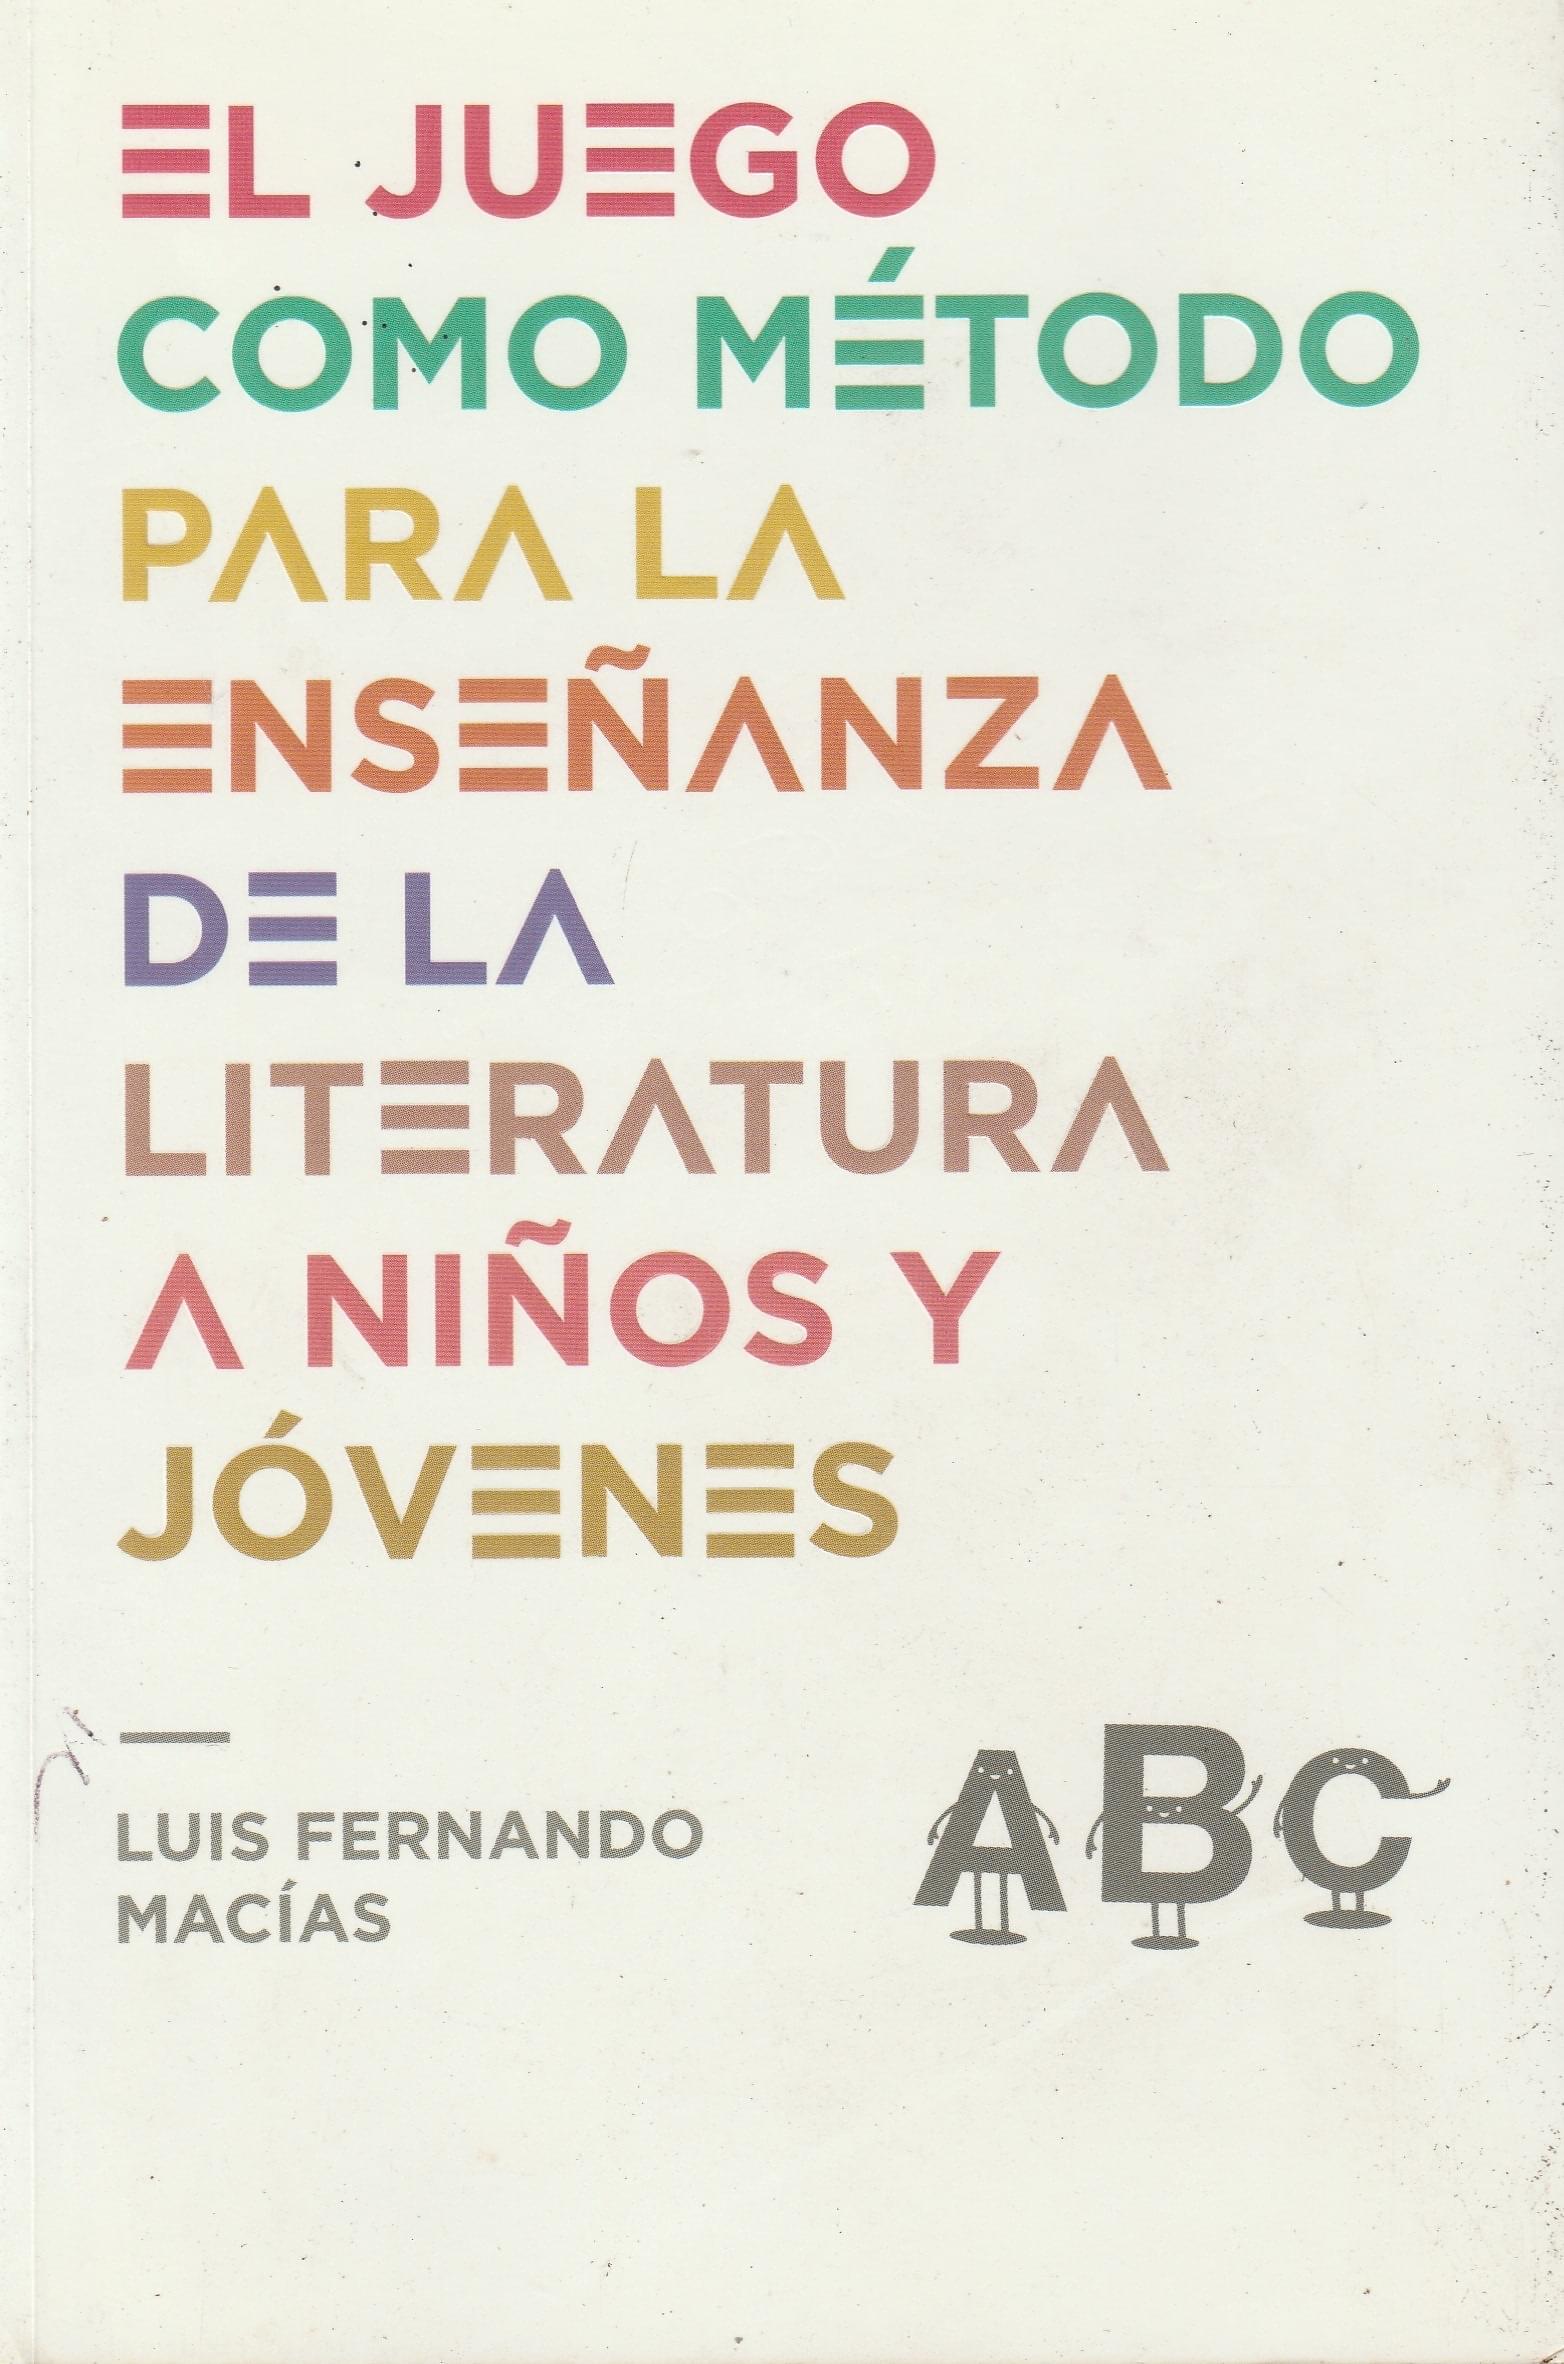 EL JUEGO
COMO MÉTODO
PARA LA
ENSEÑANZA
DE LA
LITERATURA
A NIÑOS Y
JÓVENES
LUIS FERNANDO
MACÍAS
ABC